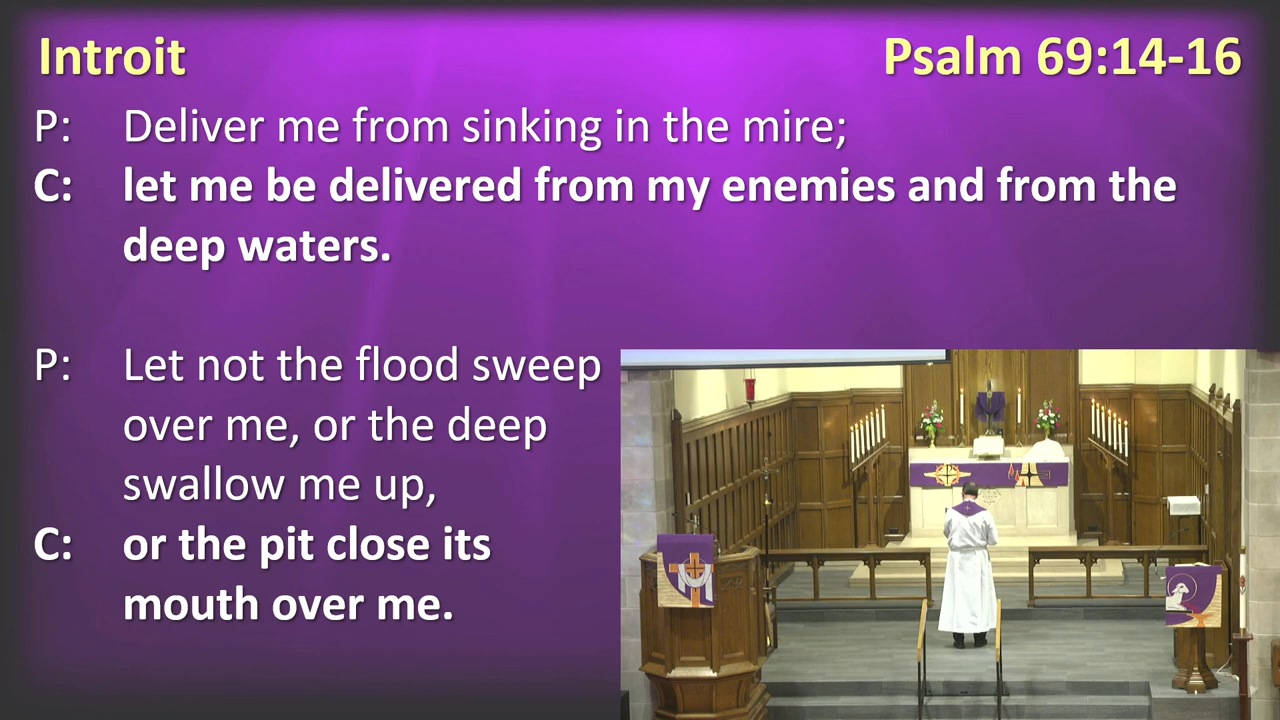 Introit Psalm 69:14-16
P: Deliver me from sinking in the mire;
C: let me be delivered from my enemies and from the
deep waters.
P: Let not the flood sweep
over me, or the deep
swallow me up,
C: or the pit close its
mouth over me.